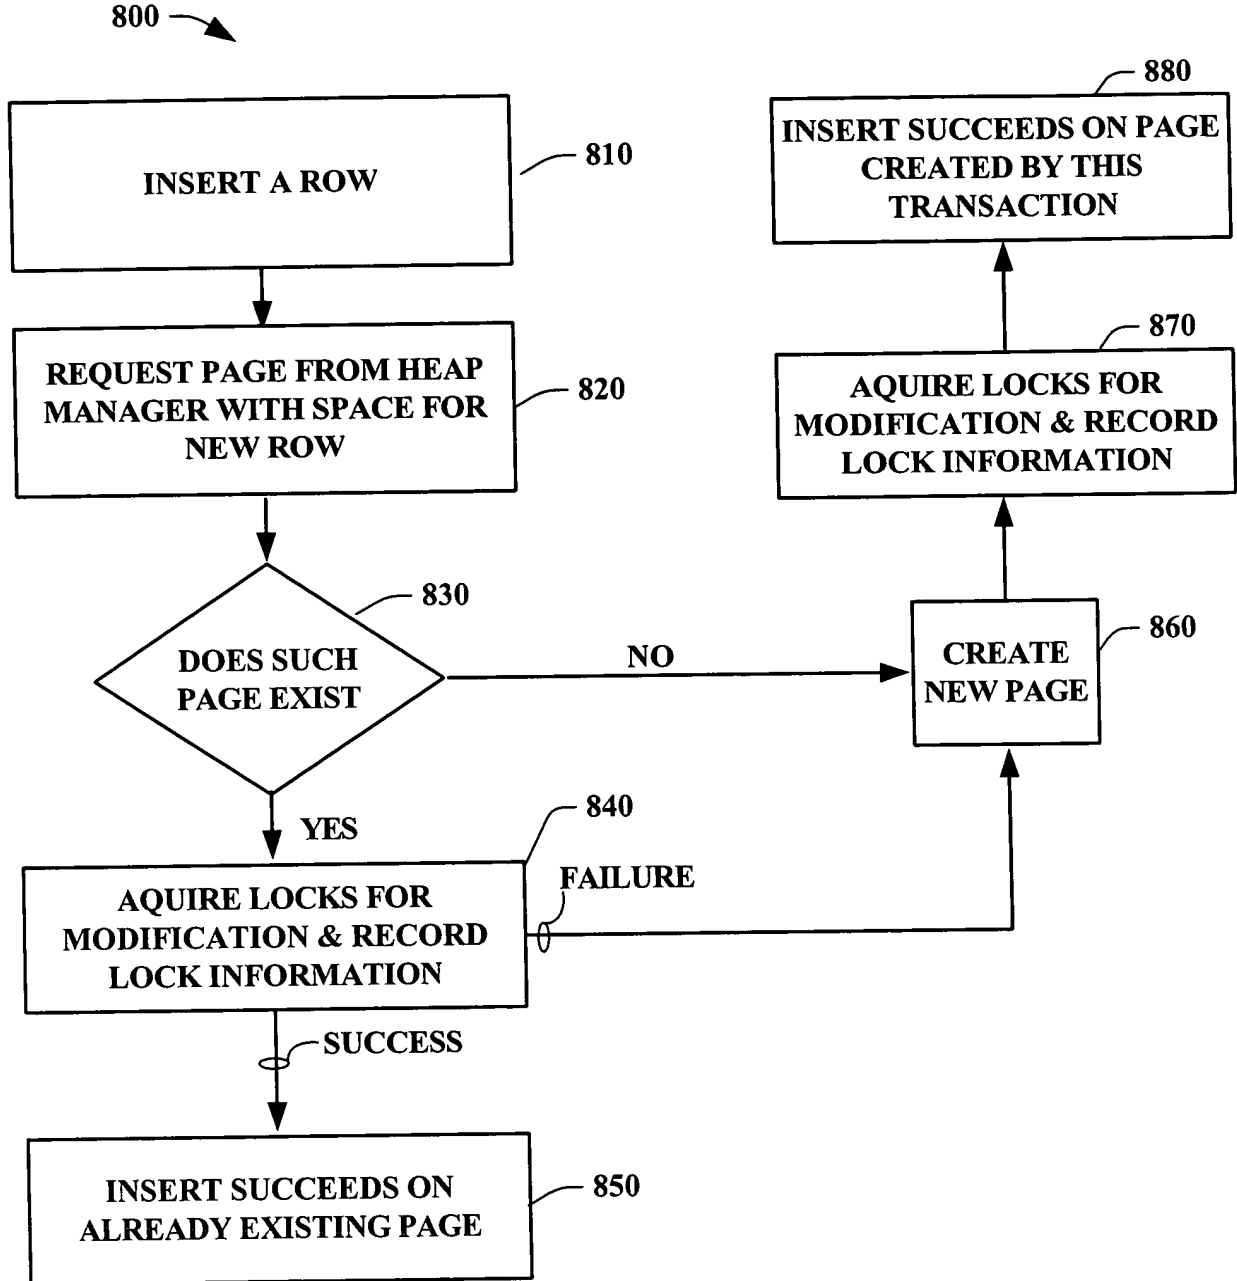 800
INSERT A ROW
810
REQUEST PAGE FROM HEAP
MANAGER WITH SPACE FOR
NEW ROW
820
DOES SUCH
PAGE EXIST
830
NO
YES
AQUIRE LOCKS FOR
MODIFICATION & RECORD
LOCK INFORMATION
840
FAILURE
SUCCESS
INSERT SUCCEEDS ON
ALREADY EXISTING PAGE
850
CREATE
NEW PAGE
860
AQUIRE LOCKS FOR
MODIFICATION & RECORD
LOCK INFORMATION
870
INSERT SUCCEEDS ON PAGE
CREATED BY THIS
TRANSACTION
880